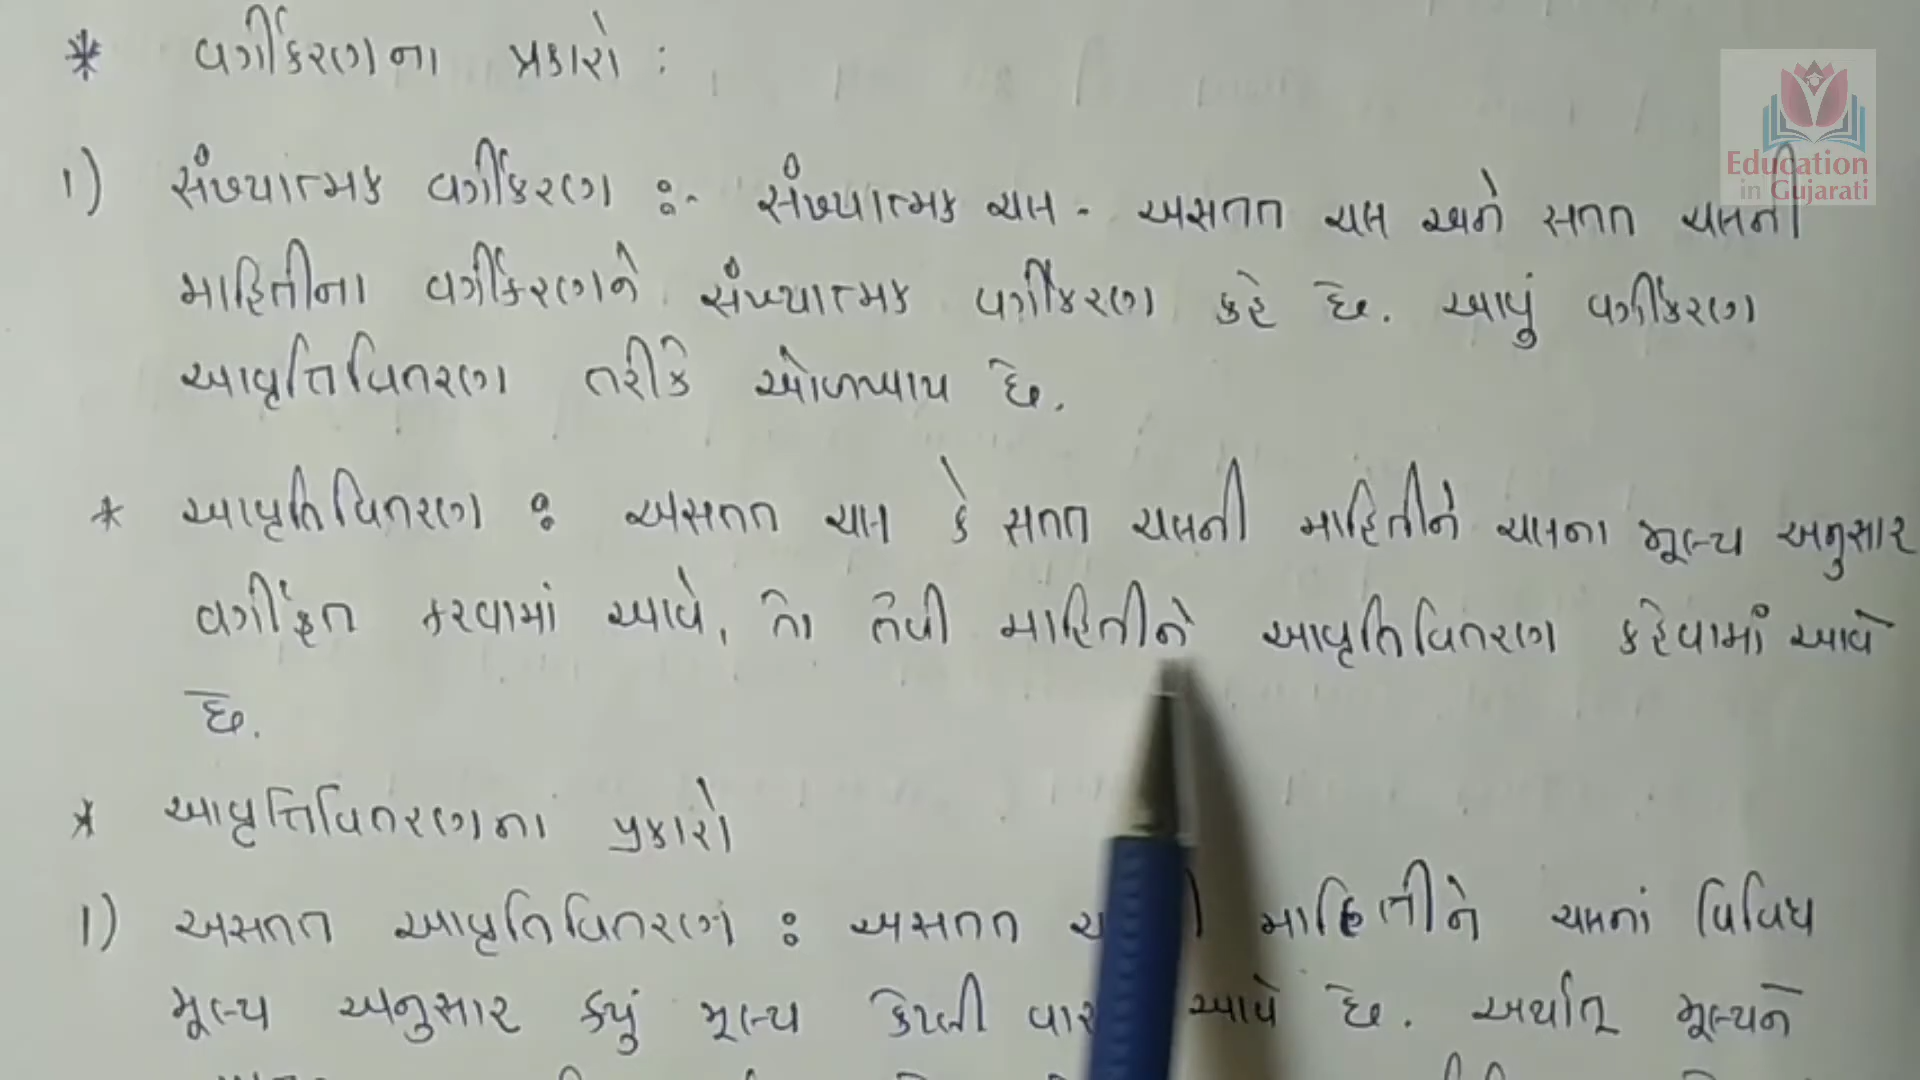 * વર્ગીકરણના પ્રકારો :
Education
in Gujarati
1) સંખ્યાત્મક વર્ગીકરણ :- સંખ્યાત્મક ચલ - અસતત ચલ અને સતત ચલની
માહિતીના વર્ગીકરણને સંખ્યાત્મક વર્ગીકરણ કહે છે. આવું વર્ગીકરણ
આવૃત્તિવિતરણ તરીકે ઓળખાય છે.
* આવૃત્તિવિતરણ : અસતત ચલ કે સતત ચલની માહિતીને ચલના મૂલ્ય અનુસાર
વર્ગીકૃત કરવામાં આવે, તો તેવી માહિતીને આવૃત્તિવિતરણ કહેવામાં આવે
છે.
* આવૃત્તિવિતરણના પ્રકારો
1) અસતત આવૃત્તિવિતરણ : અસતત માહિતીને ચલનાં વિવિધ
મૂલ્ય અનુસાર કયું મૂલ્ય કેટલી વાર આવે છે. અર્થાત્ મૂલ્યને